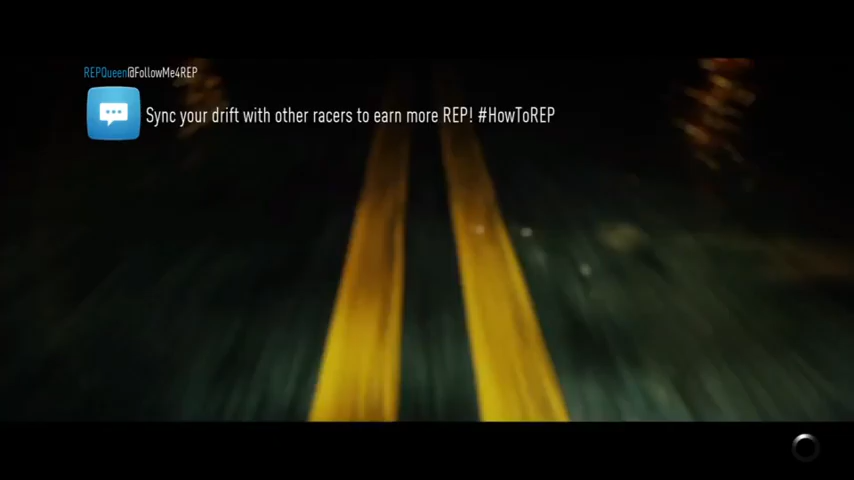 REPQueen@FollowMe4REP
Sync your drift with other racers to earn more REP! #HowToREP